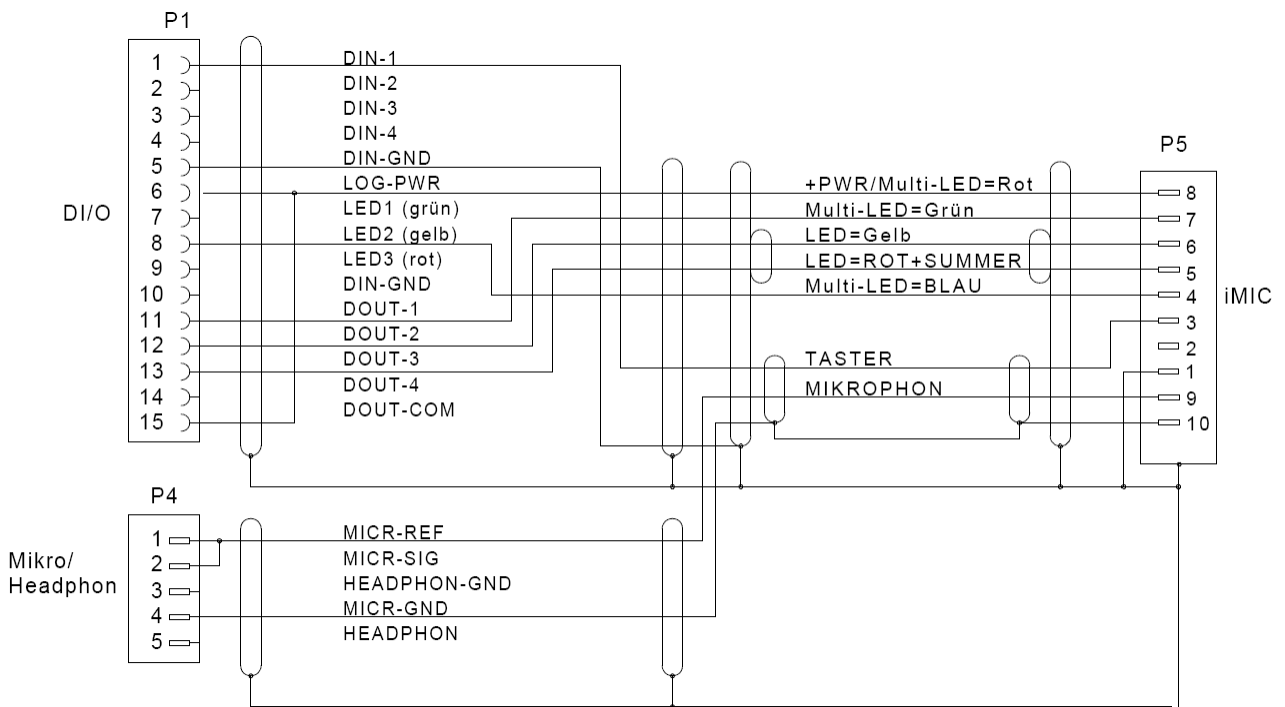 P1
1 DIN-1
2 DIN-2
3 DIN-3
4 DIN-4
5 DIN-GND
6 LOG-PWR
7 LED1 (grün)
8 LED2 (gelb)
9 LED3 (rot)
10 DIN-GND
11 DOUT-1
12 DOUT-2
13 DOUT-3
14 DOUT-4
15 DOUT-COM
DI/O
P5
+PWR/Multi-LED=Rot 8
Multi-LED=Grün 7
LED=Gelb 6
LED=ROT+SUMMER 5
Multi-LED=BLAU 4
3
2
TASTER 1
MIKROPHON 9
10
iMIC
P4
1 MICR-REF
2 MICR-SIG
3 HEADPHON-GND
4 MICR-GND
5 HEADPHON
Mikro/
Headphon